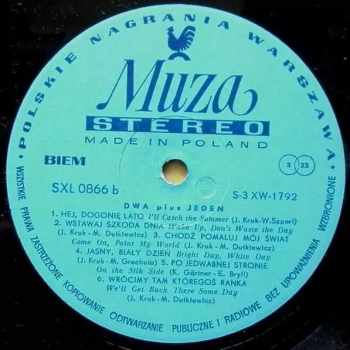 • POLSKIE NAGRANIA WARSZAWA •
Muza
STEREO
MADE IN POLAND
BIEM
3 33
SXL 0866 b
S-3 XW-1792
DWA plus JEDEN
1. HEJ, DOGONIĘ LATO I'll Catch the Summer (J. Kruk-W. Szpwl)
2. WSTAWAJ SZKODA DNIA Wake Up, Don't Waste the Day
(J. Kruk - M. Dutkiewicz) 3. CHODŹ POMALUJ MÓJ ŚWIAT
Come On, Paint My World (J. Kruk - M. Dutkiewicz)
4. JASNY, BIAŁY DZIEŃ Bright Day, White Day
(J. Kruk - M. Grechuta) 5. PO JEDWABNEJ STRONIE
On the Silk Side (K. Gärtner - E. Bryll)
6. WRÓCIMY TAM KTÓREGOŚ RANKA
We'll Get Back There Some Day
(J. Kruk - M. Dutkiewicz)
WSZYSTKIE PRAWA ZASTRZEŻONE KOPIOWANIE ODTWARZANIE PUBLICZNE I RADIOWE BEZ UPOWAŻNIENIA WZBRONIONE